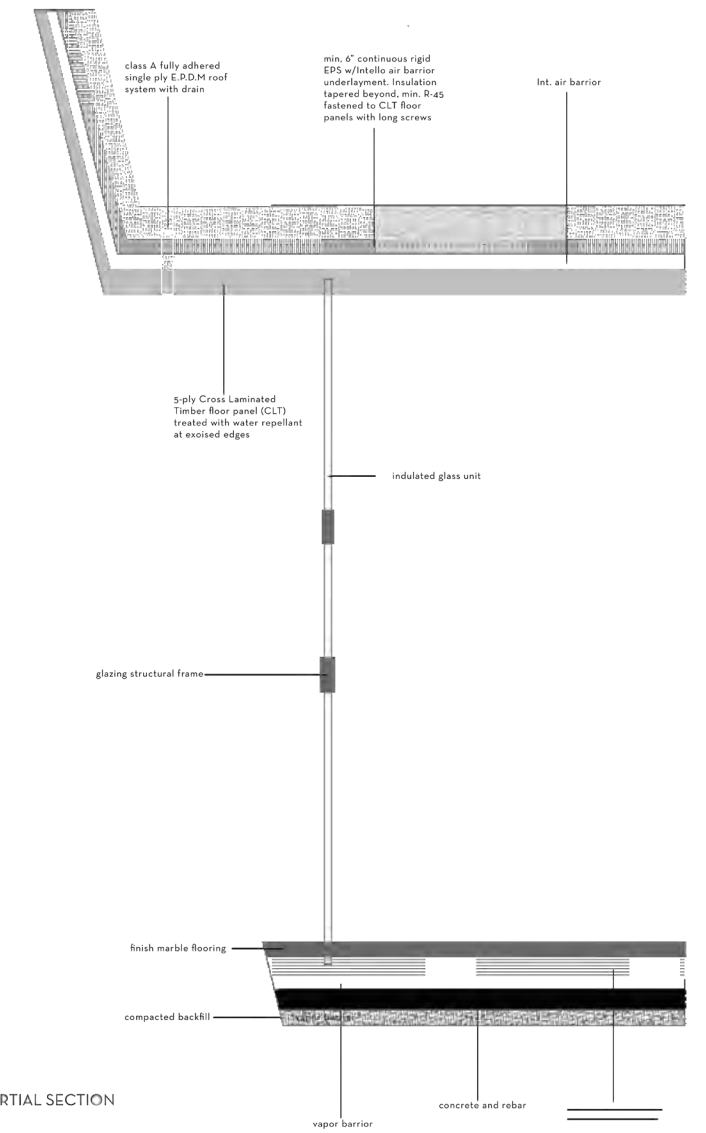 class A fully adhered
single ply E.P.D.M roof
system with drain
min, 6" continuous rigid
EPS w/Intello air barrier
underlayment. Insulation
tapered beyond, min. R-45
fastened to CLT floor
panels with long screws
Int. air barrier
5-ply Cross Laminated
Timber floor panel (CLT)
treated with water repellant
at exoised edges
indulated glass unit
glazing structural frame
finish marble flooring
compacted backfill
concrete and rebar
vapor barrier
RTIAL SECTION